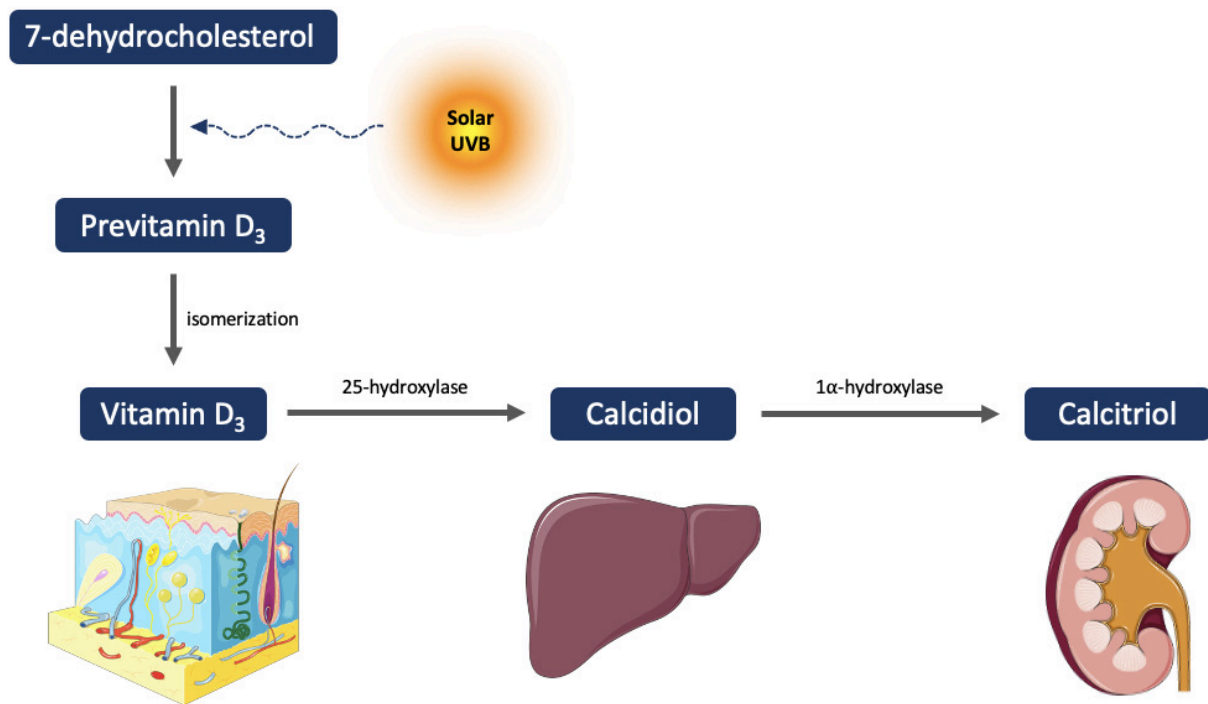 7-dehydrocholesterol
Solar
UVB
Previtamin D₃
isomerization
Vitamin D₃
25-hydroxylase
Calcidiol
1α-hydroxylase
Calcitriol